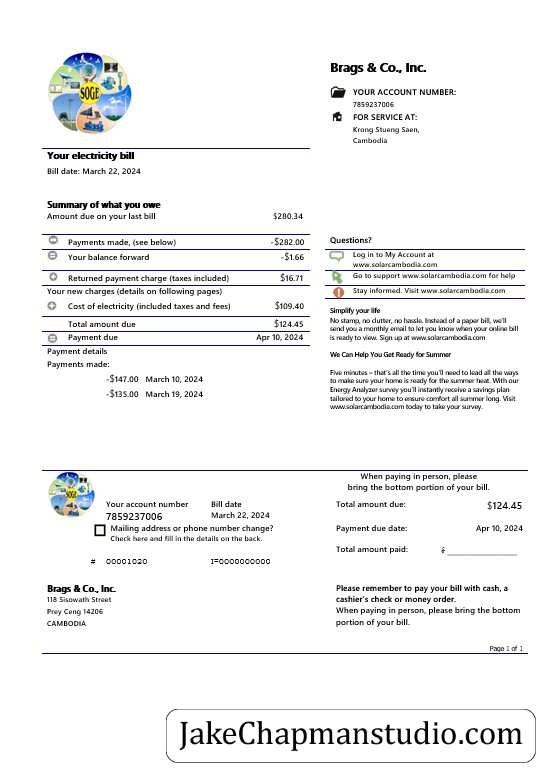 SOGE
Brags & Co., Inc.
YOUR ACCOUNT NUMBER:
7859237006
FOR SERVICE AT:
Krong Stueng Saen,
Cambodia
Your electricity bill
Bill date: March 22, 2024
Summary of what you owe
Amount due on your last bill $280.34
Payments made, (see below) -$282.00
Your balance forward -$1.66
Returned payment charge (taxes included) $16.71
Your new charges (details on following pages)
Cost of electricity (included taxes and fees) $109.40
Total amount due $124.45
Payment due Apr 10, 2024
Payment details
Payments made:
-$147.00 March 10, 2024
-$135.00 March 19, 2024
Questions?
Log in to My Account at
www.solarcambodia.com
Go to support www.solarcambodia.com for help
Stay informed. Visit www.solarcambodia.com
Simplify your life
No stamp, no clutter, no hassle. Instead of a paper bill, we'll
send you a monthly email to let you know when your online bill
is ready to view. Sign up at www.solarcambodia.com
We Can Help You Get Ready for Summer
Five minutes – that's all the time you'll need to lead all the ways
to make sure your home is ready for the summer heat. With our
Energy Analyzer survey you'll instantly receive a savings plan
tailored to your home to ensure comfort all summer long. Visit
www.solarcambodia.com today to take your survey.
SOGE
Your account number Bill date
7859237006 March 22, 2024
Mailing address or phone number change?
Check here and fill in the details on the back.
# 00001020 I=0000000000
When paying in person, please
bring the bottom portion of your bill.
Total amount due: $124.45
Payment due date: Apr 10, 2024
Total amount paid:
Brags & Co., Inc.
118 Sisowath Street
Prey Ceng 14206
CAMBODIA
Please remember to pay your bill with cash, a
cashier's check or money order.
When paying in person, please bring the bottom
portion of your bill.
Page 1 of 1
JakeChapmanstudio.com